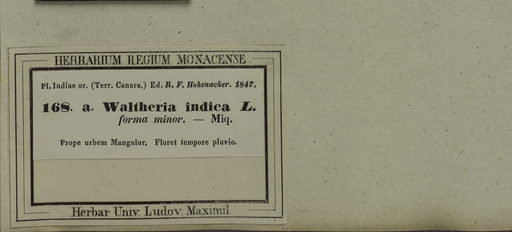 HERBARIUM REGIUM MONACENSE
Pl. Indiae or. (Terr. Canara.) Ed. R. F. Hohenacker. 1847.
168. a. Waltheria indica L.
forma minor. — Miq.
Prope urbem Mangalor. Floret tempore pluvio.
Herbar Univ. Ludov. Maximil